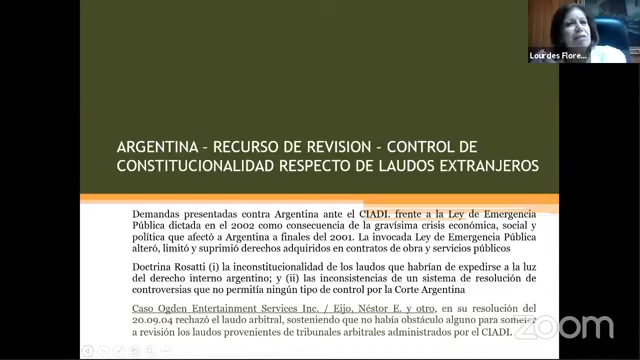 Lourdes Flore...
ARGENTINA – RECURSO DE REVISION – CONTROL DE
CONSTITUCIONALIDAD RESPECTO DE LAUDOS EXTRANJEROS
Demandas presentadas contra Argentina ante el CIADI. frente a la Ley de Emergencia
Pública dictada en el 2002 como consecuencia de la gravísima crisis económica, social y
política que afectó a Argentina a finales del 2001. La invocada Ley de Emergencia Pública
alteró, limitó y suprimió derechos adquiridos en contratos de obra y servicios públicos
Doctrina Rosatti (i) la inconstitucionalidad de los laudos que habrían de expedirse a la luz
del derecho interno argentino; y (ii) las inconsistencias de un sistema de resolución de
controversias que no permitía ningún tipo de control por la Corte Argentina
Caso Ogden Entertainment Services Inc. / Eijo, Néstor E. y otro, en su resolución del
20.09.04 rechazó el laudo arbitral, sosteniendo que no había obstáculo alguno para someter
a revisión los laudos provenientes de tribunales arbitrales administrados por el CIADI.
zoom